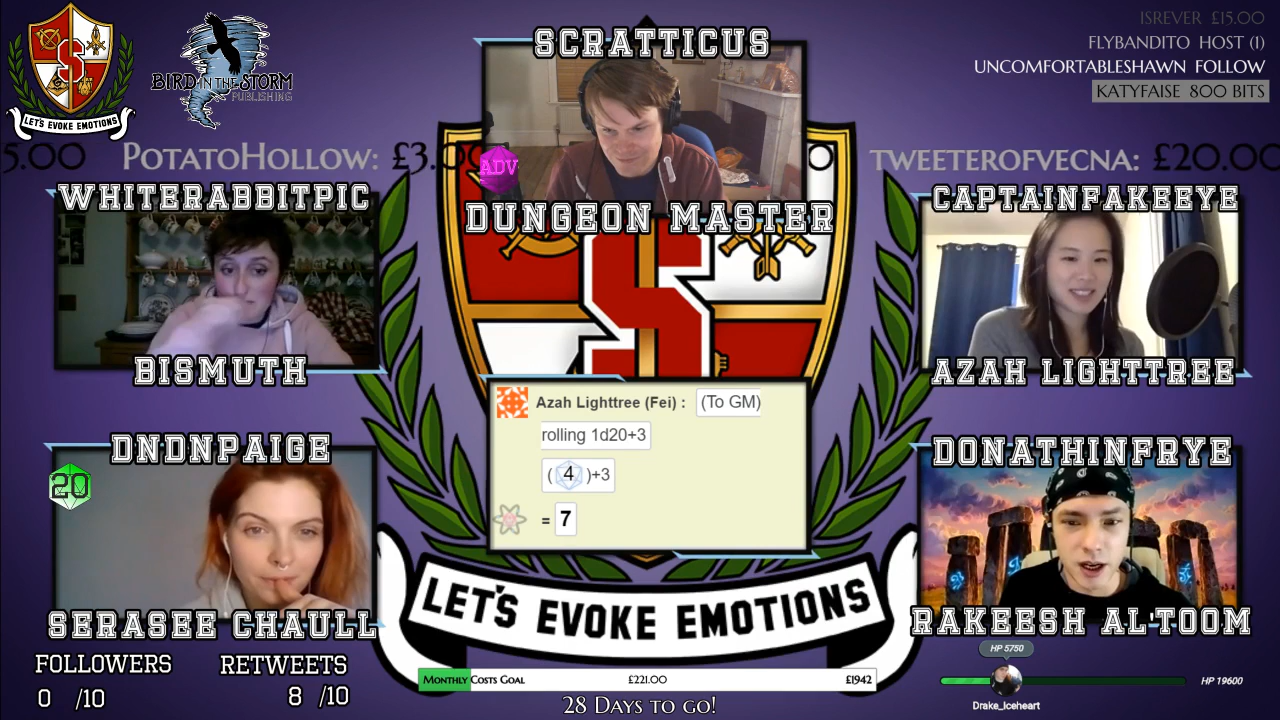 LET'S EVOKE EMOTIONS
BIRD IN THE STORM
PUBLISHING
ISREVER £15.00
FLYBANDITO HOST (1)
UNCOMFORTABLESHAWN FOLLOW
KATYFAISE 800 BITS
5.00 POTATOHOLLOW: £3.00 TWEETEROFVECNA: £20.00
SCRATTICUS
ADV
DUNGEON MASTER
WHITERABBITPIC
BISMUTH
CAPTAINFAKEEYE
AZAH LIGHTTREE
S
Azah Lighttree (Fei) : (To GM)
rolling 1d20+3
(4)+3
= 7
DNDNPAIGE
20
SERASEE CHAULL
DONATHINFRYE
RAKEESH ALTOOM
LET'S EVOKE EMOTIONS
FOLLOWERS
0 /10
RETWEETS
8 /10
MONTHLY COSTS GOAL £221.00 £1942
28 DAYS TO GO!
HP 5750
HP 19600
Drake_Iceheart